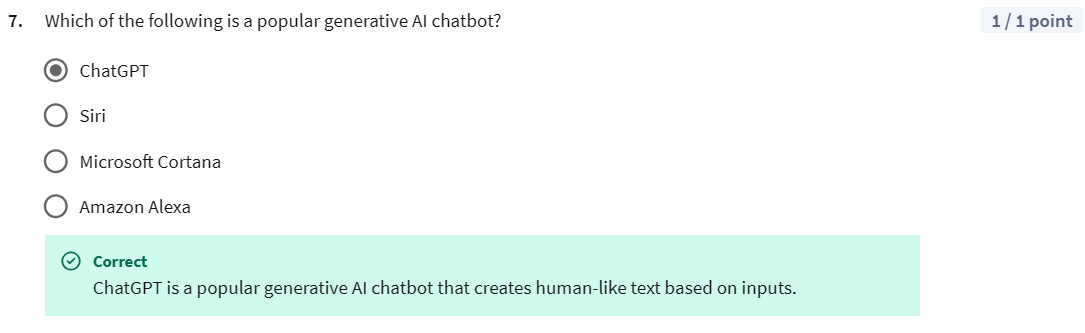 7. Which of the following is a popular generative AI chatbot?
1 / 1 point
ChatGPT
Siri
Microsoft Cortana
Amazon Alexa
Correct
ChatGPT is a popular generative AI chatbot that creates human-like text based on inputs.